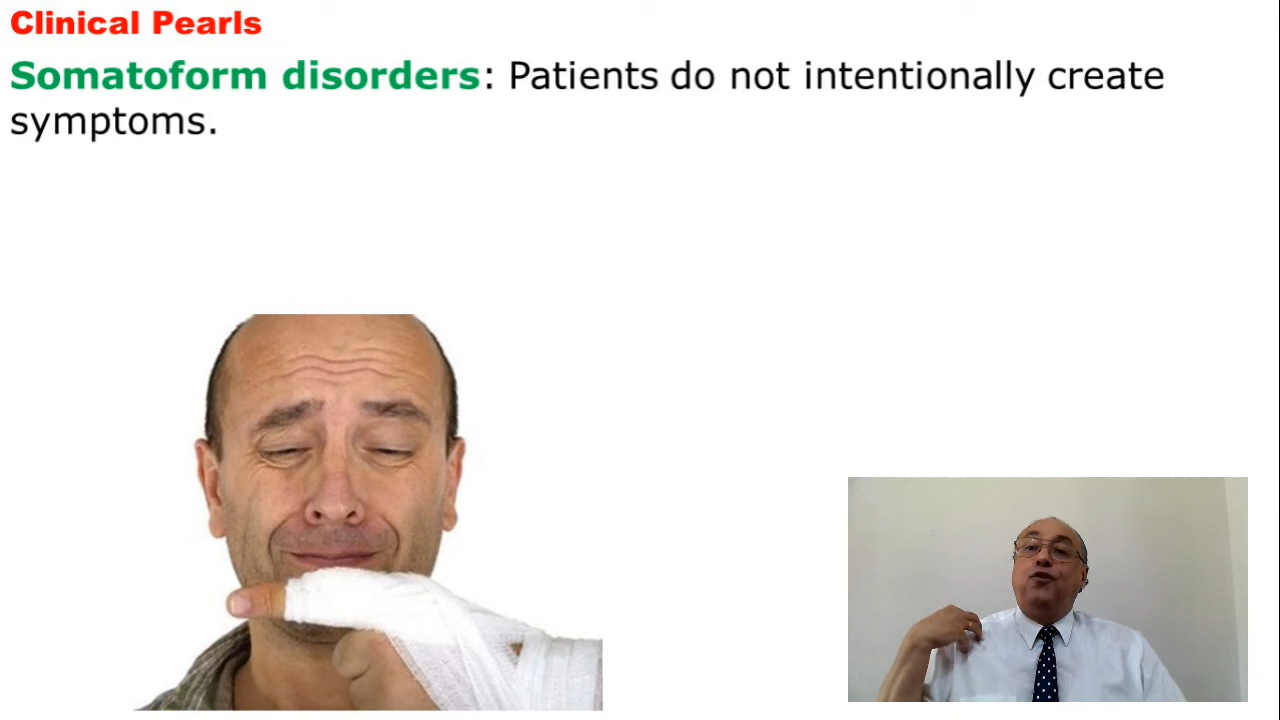 Clinical Pearls
Somatoform disorders: Patients do not intentionally create
symptoms.